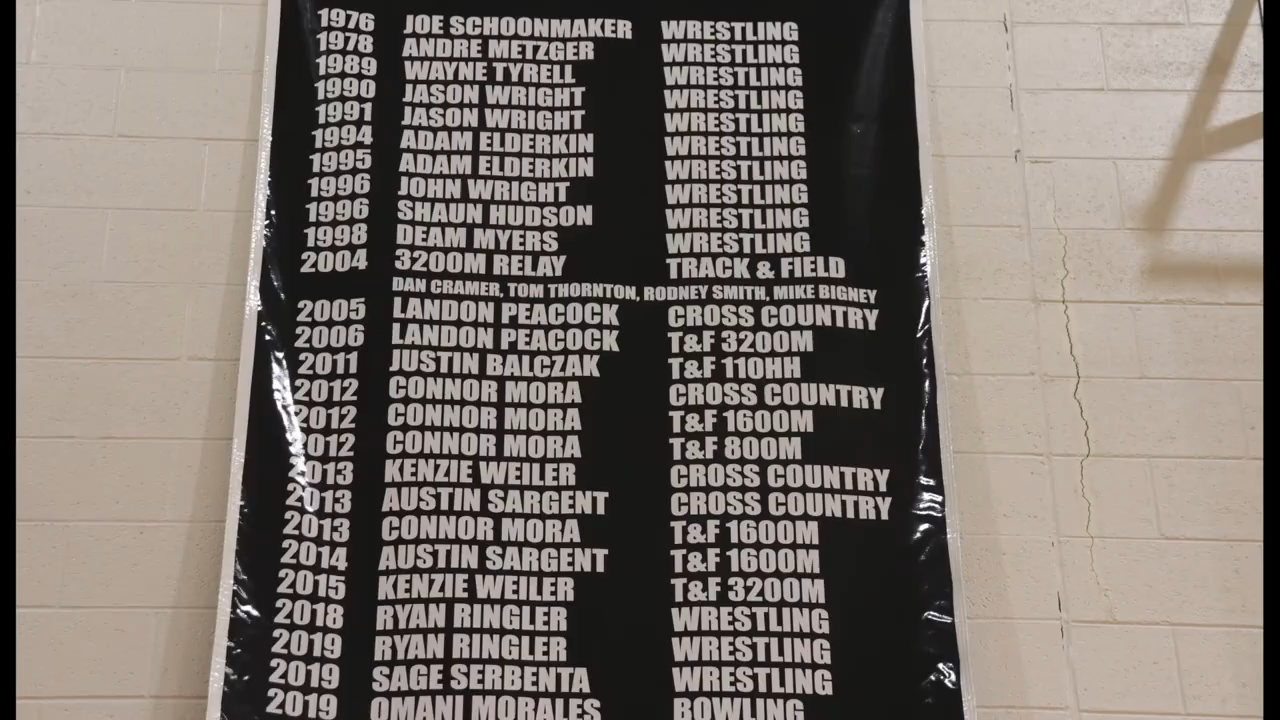 1976 JOE SCHOONMAKER WRESTLING
1978 ANDRE METZGER WRESTLING
1989 WAYNE TYRELL WRESTLING
1990 JASON WRIGHT WRESTLING
1991 JASON WRIGHT WRESTLING
1994 ADAM ELDERKIN WRESTLING
1995 ADAM ELDERKIN WRESTLING
1996 JOHN WRIGHT WRESTLING
1996 SHAUN HUDSON WRESTLING
1998 DEAM MYERS WRESTLING
2004 3200M RELAY TRACK & FIELD
DAN CRAMER, TOM THORNTON, RODNEY SMITH, MIKE BIGNEY
2005 LANDON PEACOCK CROSS COUNTRY
2006 LANDON PEACOCK T&F 3200M
2011 JUSTIN BALCZAK T&F 110HH
2012 CONNOR MORA CROSS COUNTRY
2012 CONNOR MORA T&F 1600M
2012 CONNOR MORA T&F 800M
2013 KENZIE WEILER CROSS COUNTRY
2013 AUSTIN SARGENT CROSS COUNTRY
2013 CONNOR MORA T&F 1600M
2014 AUSTIN SARGENT T&F 1600M
2015 KENZIE WEILER T&F 3200M
2018 RYAN RINGLER WRESTLING
2019 RYAN RINGLER WRESTLING
2019 SAGE SERBENTA WRESTLING
2019 OMANI MORALES BOWLING